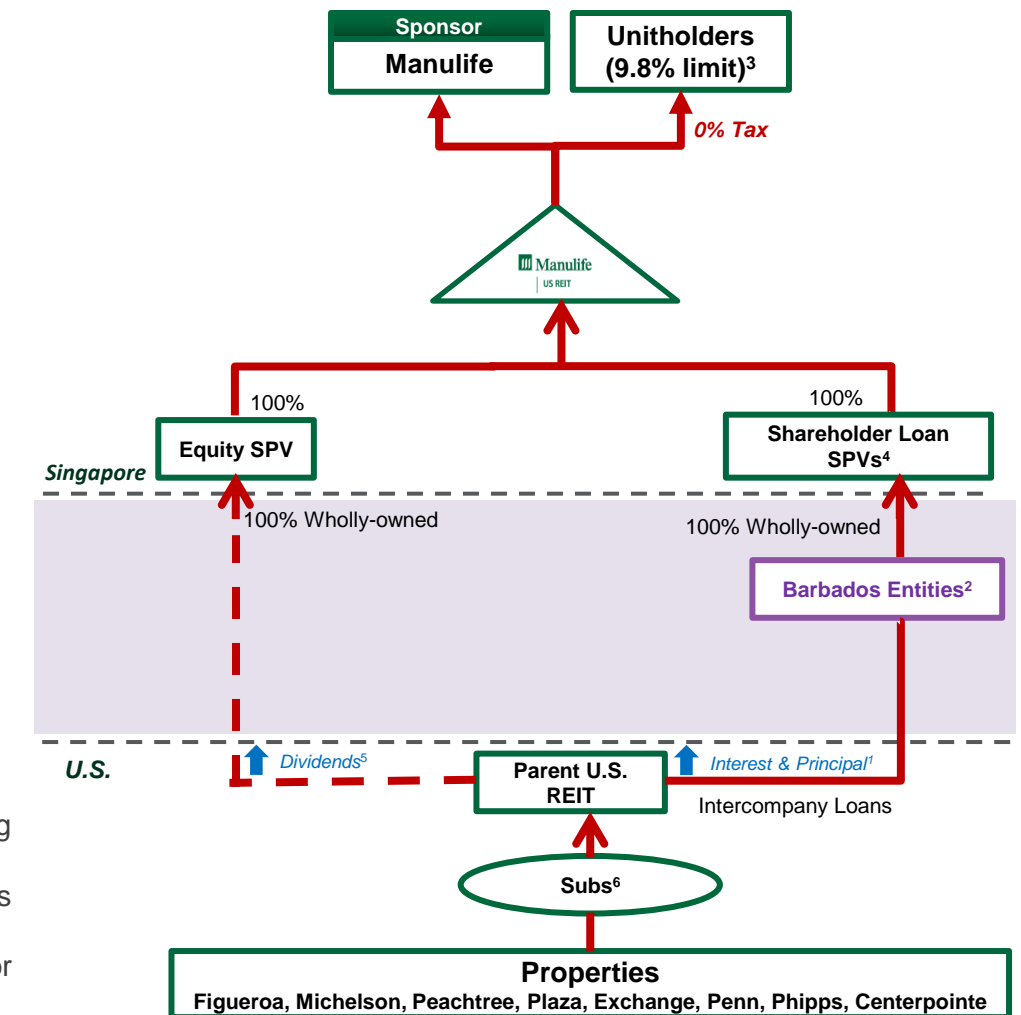 Sponsor
Manulife
Unitholders
(9.8% limit)³
0% Tax
Manulife
US REIT
100%
100%
Equity SPV
Shareholder Loan
SPVs⁴
Singapore
100% Wholly-owned
100% Wholly-owned
Barbados Entities²
U.S.
Dividends⁵
Parent U.S.
REIT
Interest & Principal¹
Intercompany Loans
g
s
or
Subs⁶
Properties
Figueroa, Michelson, Peachtree, Plaza, Exchange, Penn, Phipps, Centerpointe